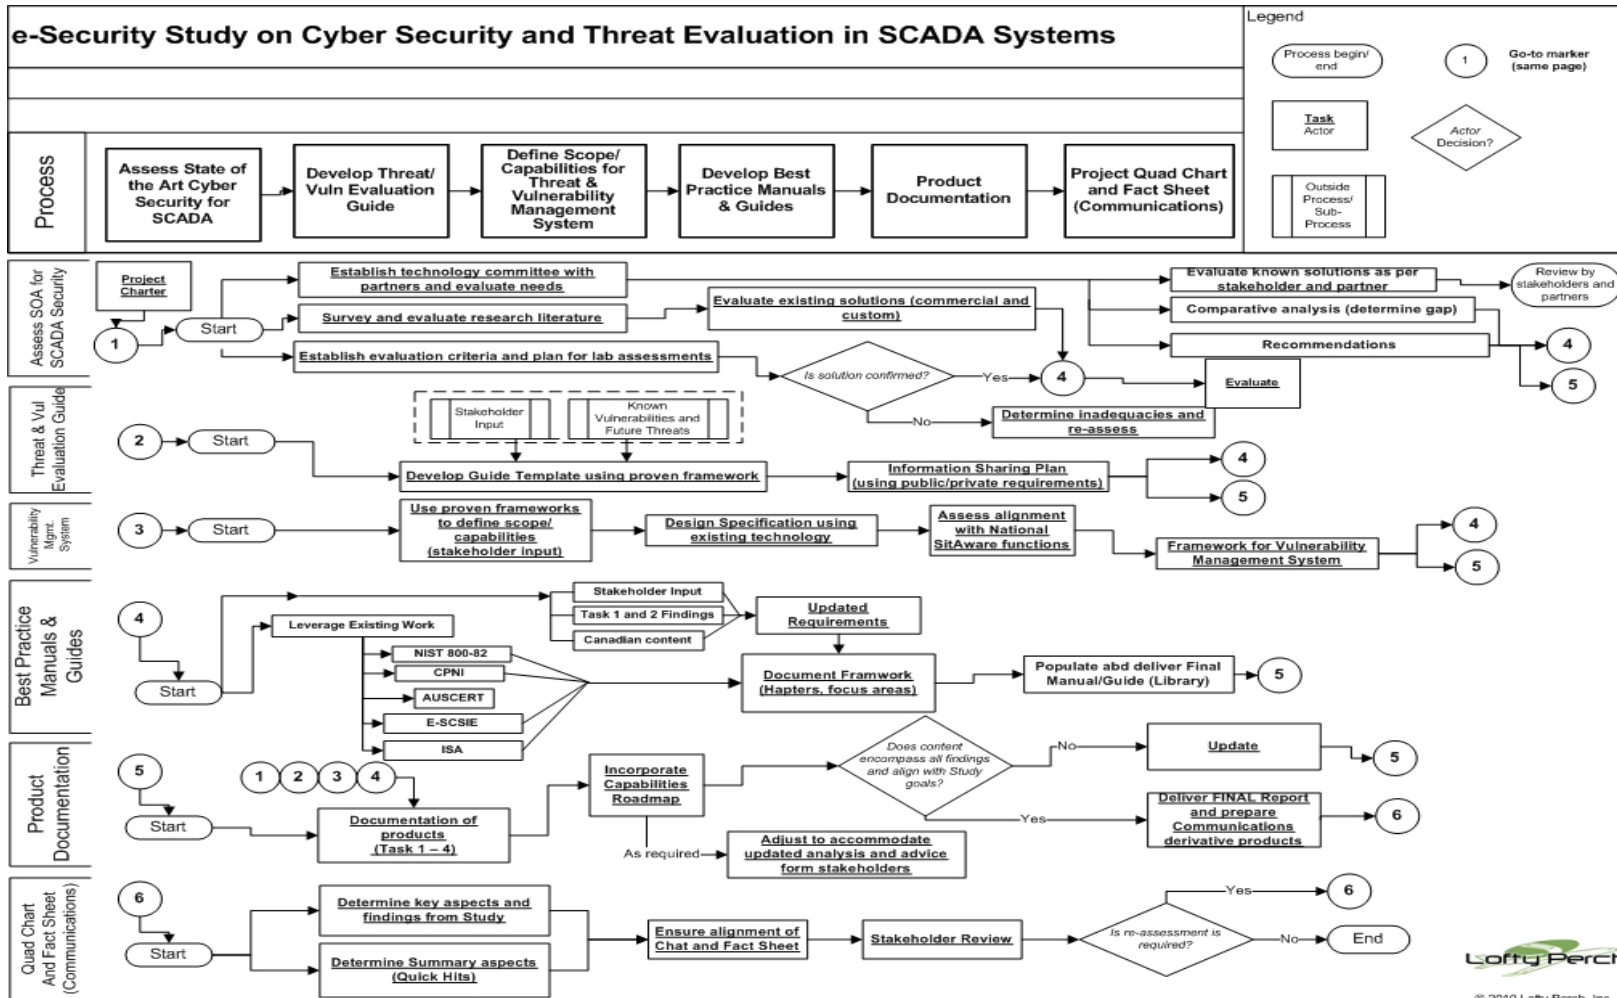 e-Security Study on Cyber Security and Threat Evaluation in SCADA Systems
Legend
Process begin/
end
1
Go-to marker
(same page)
Task
Actor
Actor
Decision?
Outside
Process/
Sub-
Process
Process
Assess State of
the Art Cyber
Security for
SCADA
Develop Threat/
Vuln Evaluation
Guide
Define Scope/
Capabilities for
Threat &
Vulnerability
Management
System
Develop Best
Practice Manuals
& Guides
Product
Documentation
Project Quad Chart
and Fact Sheet
(Communications)
Assess SOA for
SCADA Security
Project
Charter
1
Start
Establish technology committee with
partners and evaluate needs
Survey and evaluate research literature
Establish evaluation criteria and plan for lab assessments
Evaluate existing solutions (commercial and
custom)
Is solution confirmed?
Yes
4
No
Determine inadequacies and
re-assess
Evaluate
Evaluate known solutions as per
stakeholder and partner
Comparative analysis (determine gap)
Recommendations
Review by
stakeholders and
partners
4
5
Threat & Vul
Evaluation Guide
2
Start
Stakeholder
Input
Known
Vulnerabilities and
Future Threats
Develop Guide Template using proven framework
Information Sharing Plan
(using public/private requirements)
4
5
Vulnerability
Mgmt.
System
3
Start
Use proven frameworks
to define scope/
capabilities
(stakeholder input)
Design Specification using
existing technology
Assess alignment
with National
SitAware functions
Framework for Vulnerability
Management System
4
5
Best Practice
Manuals &
Guides
4
Start
Leverage Existing Work
NIST 800-82
CPNI
AUSCERT
E-SCSIE
ISA
Stakeholder Input
Task 1 and 2 Findings
Canadian content
Updated
Requirements
Document Framwork
(Hapters, focus areas)
Populate abd deliver Final
Manual/Guide (Library)
5
Product
Documentation
5
Start
1
2
3
4
Documentation of
products
(Task 1 – 4)
Incorporate
Capabilities
Roadmap
As required
Adjust to accommodate
updated analysis and advice
form stakeholders
Does content
encompass all findings
and align with Study
goals?
No
Update
5
Yes
Deliver FINAL Report
and prepare
Communications
derivative products
6
Quad Chart
And Fact Sheet
(Communications)
6
Start
Determine key aspects and
findings from Study
Determine Summary aspects
(Quick Hits)
Ensure alignment of
Chat and Fact Sheet
Stakeholder Review
Is re-assessment is
required?
Yes
6
No
End
Lofty Perch
© 2010 Lofty Perch, Inc.